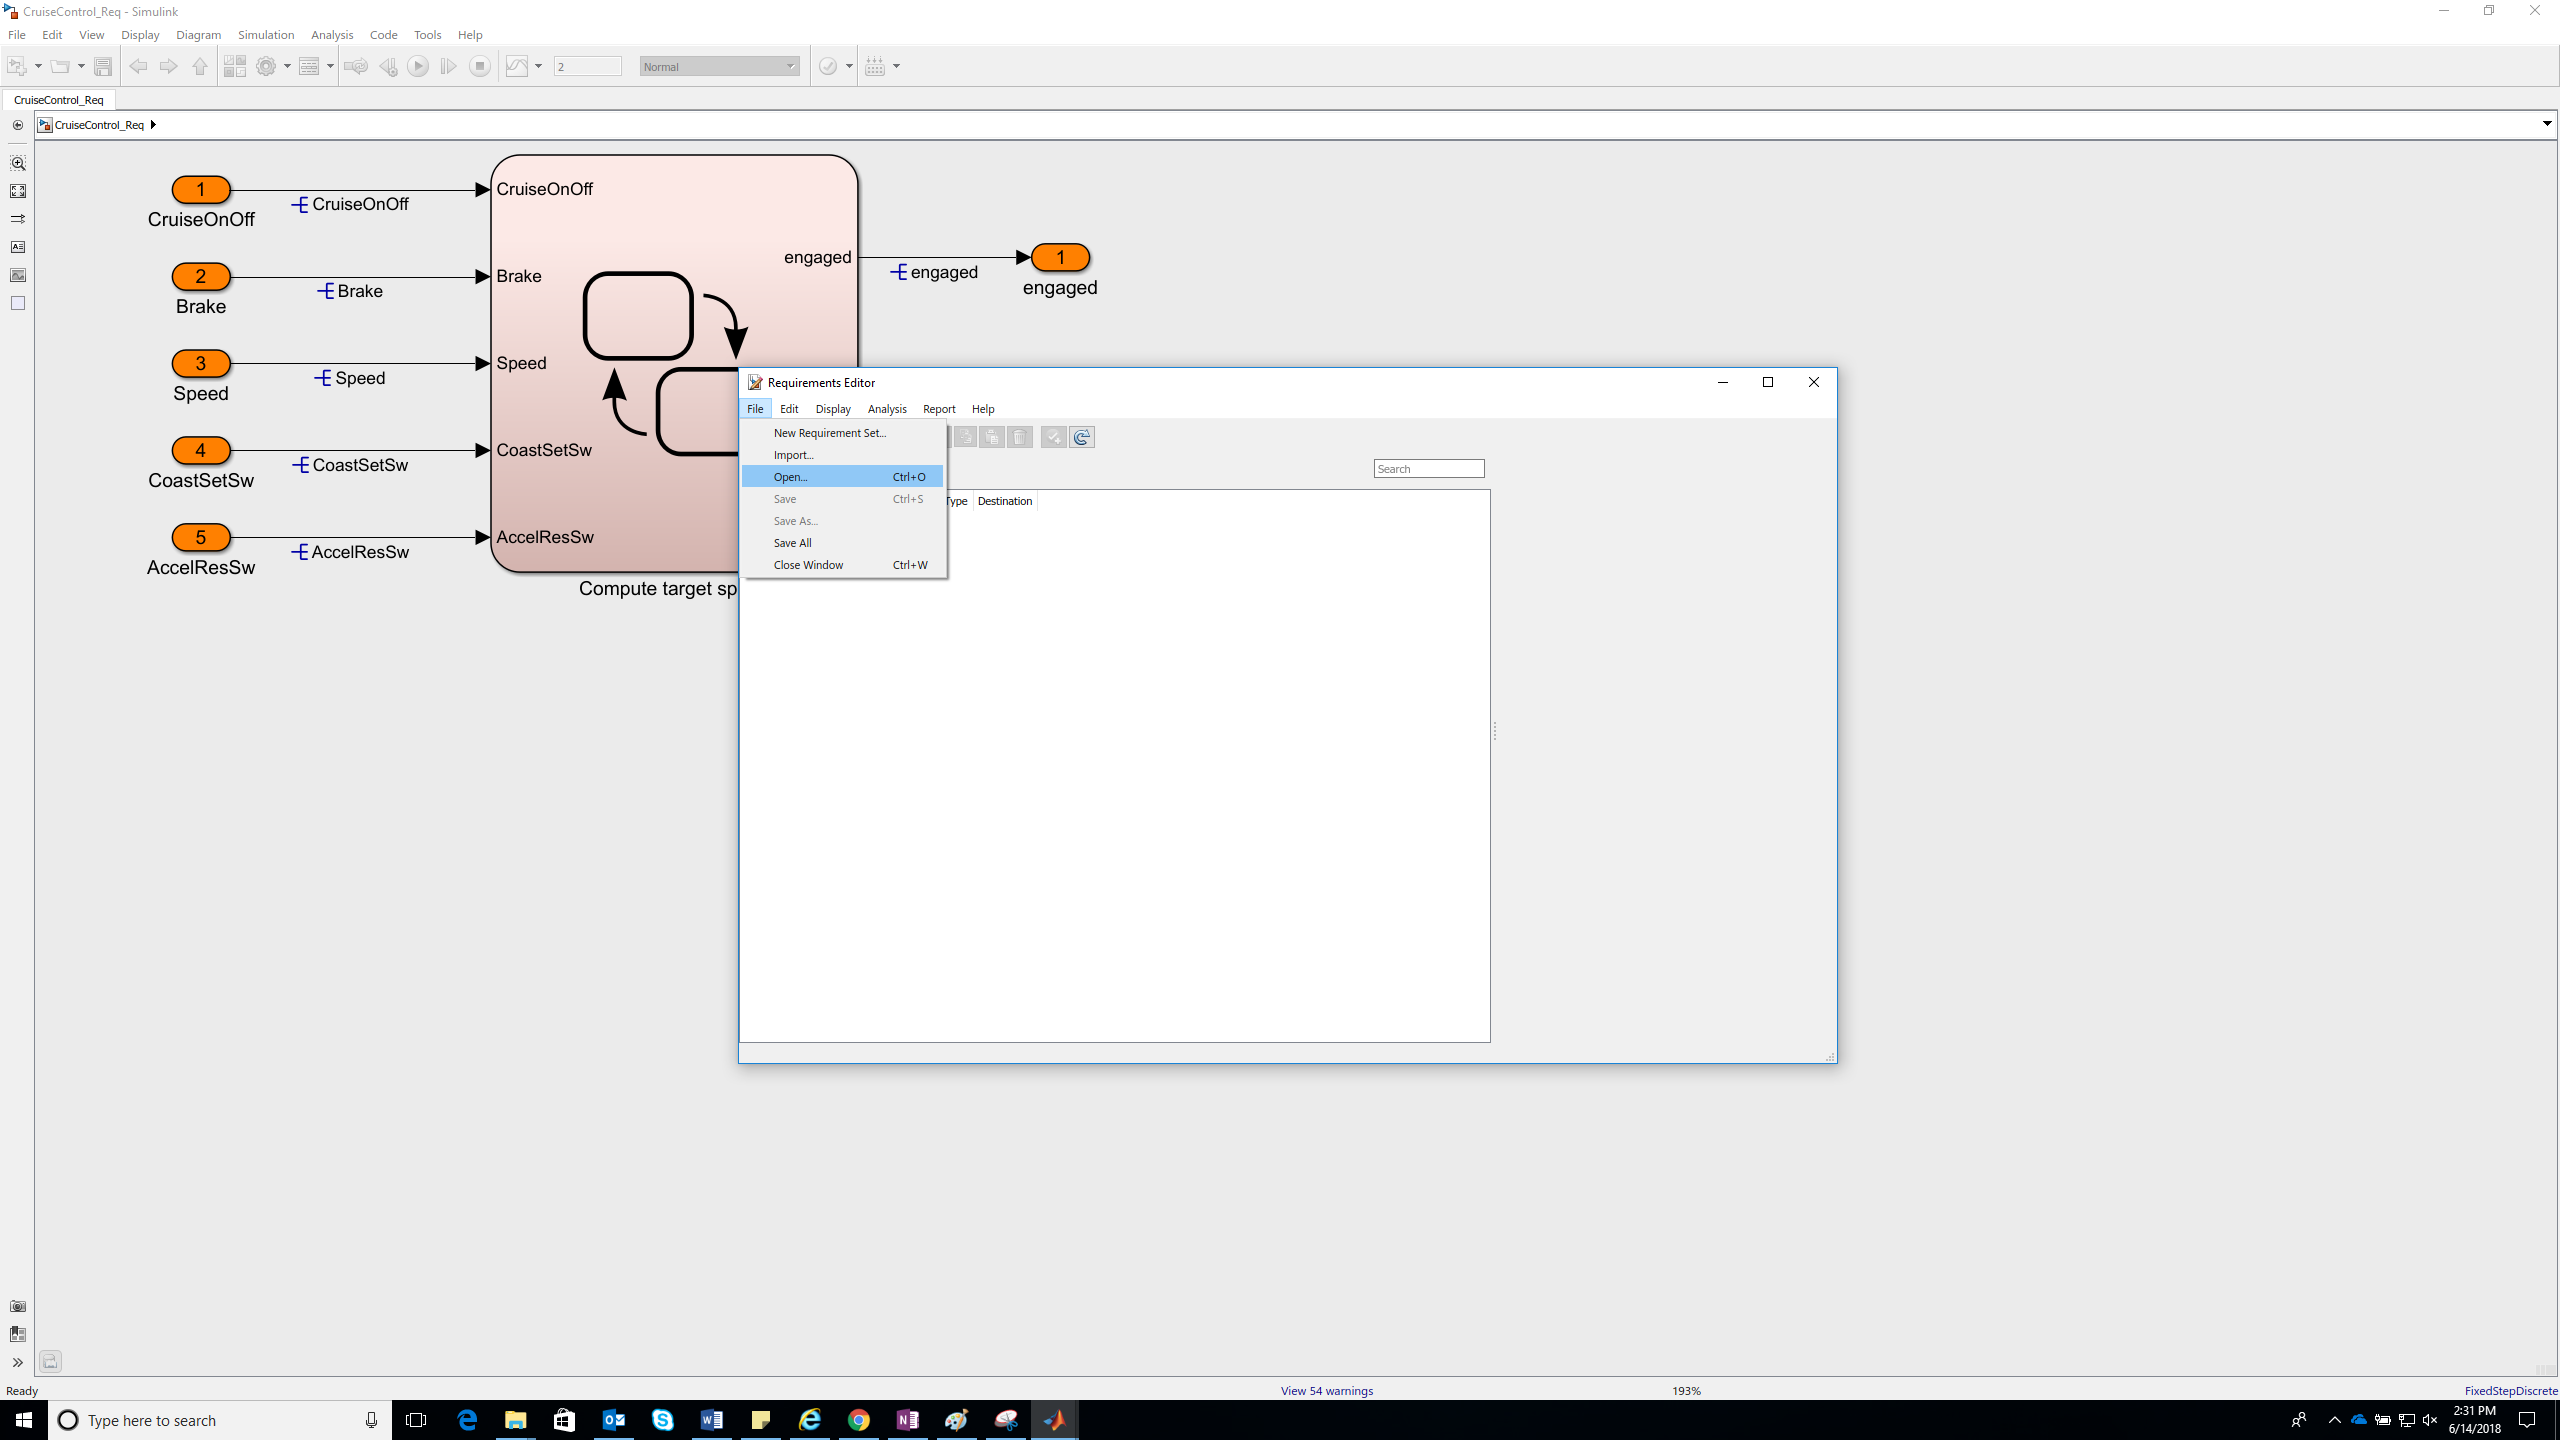 CruiseControl_Req - Simulink
File Edit View Display Diagram Simulation Analysis Code Tools Help
2 Normal
CruiseControl_Req
CruiseControl_Req
1 CruiseOnOff CruiseOnOff
CruiseOnOff
engaged 1
engaged
engaged
2 Brake
Brake
Brake
3 Speed
Speed
Speed
4 CoastSetSw
CoastSetSw
CoastSetSw
5 AccelResSw
AccelResSw
AccelResSw
Compute target sp
Requirements Editor
File Edit Display Analysis Report Help
New Requirement Set...
Import...
Open... Ctrl+O
Save Ctrl+S
Save As...
Save All
Close Window Ctrl+W
Search
Type Destination
Ready View 54 warnings 193% FixedStepDiscrete
Type here to search
2:31 PM
6/14/2018